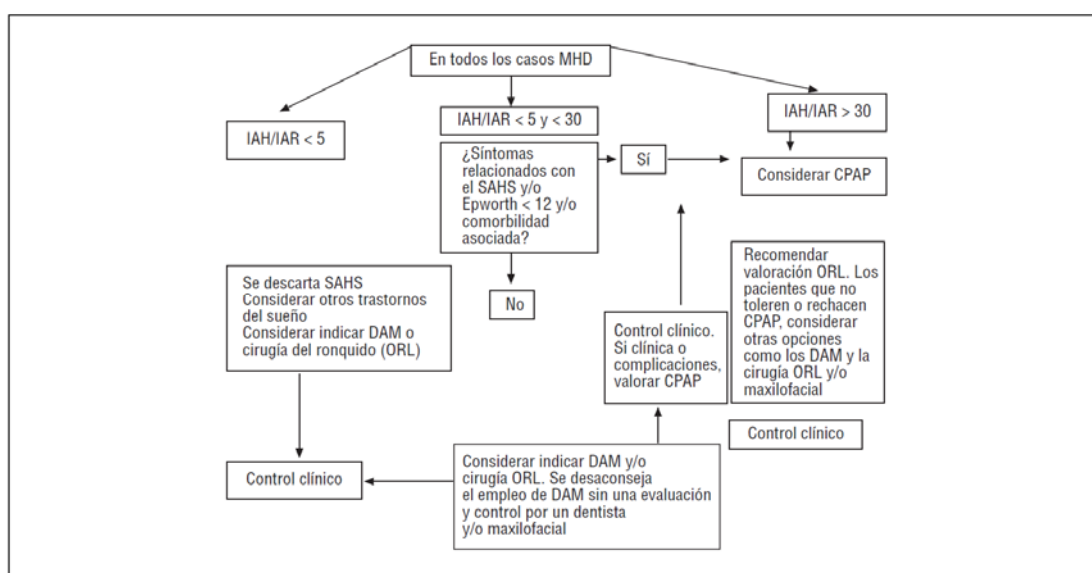 En todos los casos MHD
IAH/IAR < 5
IAH/IAR < 5 y < 30
IAH/IAR > 30
¿Síntomas
relacionados con
el SAHS y/o
Epworth < 12 y/o
comorbilidad
asociada?
Sí
Considerar CPAP
No
Se descarta SAHS
Considerar otros trastornos
del sueño
Considerar indicar DAM o
cirugía del ronquido (ORL)
Control clínico.
Si clínica o
complicaciones,
valorar CPAP
Recomendar
valoración ORL. Los
pacientes que no
toleren o rechacen
CPAP, considerar
otras opciones
como los DAM y la
cirugía ORL y/o
maxilofacial
Control clínico
Control clínico
Considerar indicar DAM y/o
cirugía ORL. Se desaconseja
el empleo de DAM sin una evaluación
y control por un dentista
y/o maxilofacial